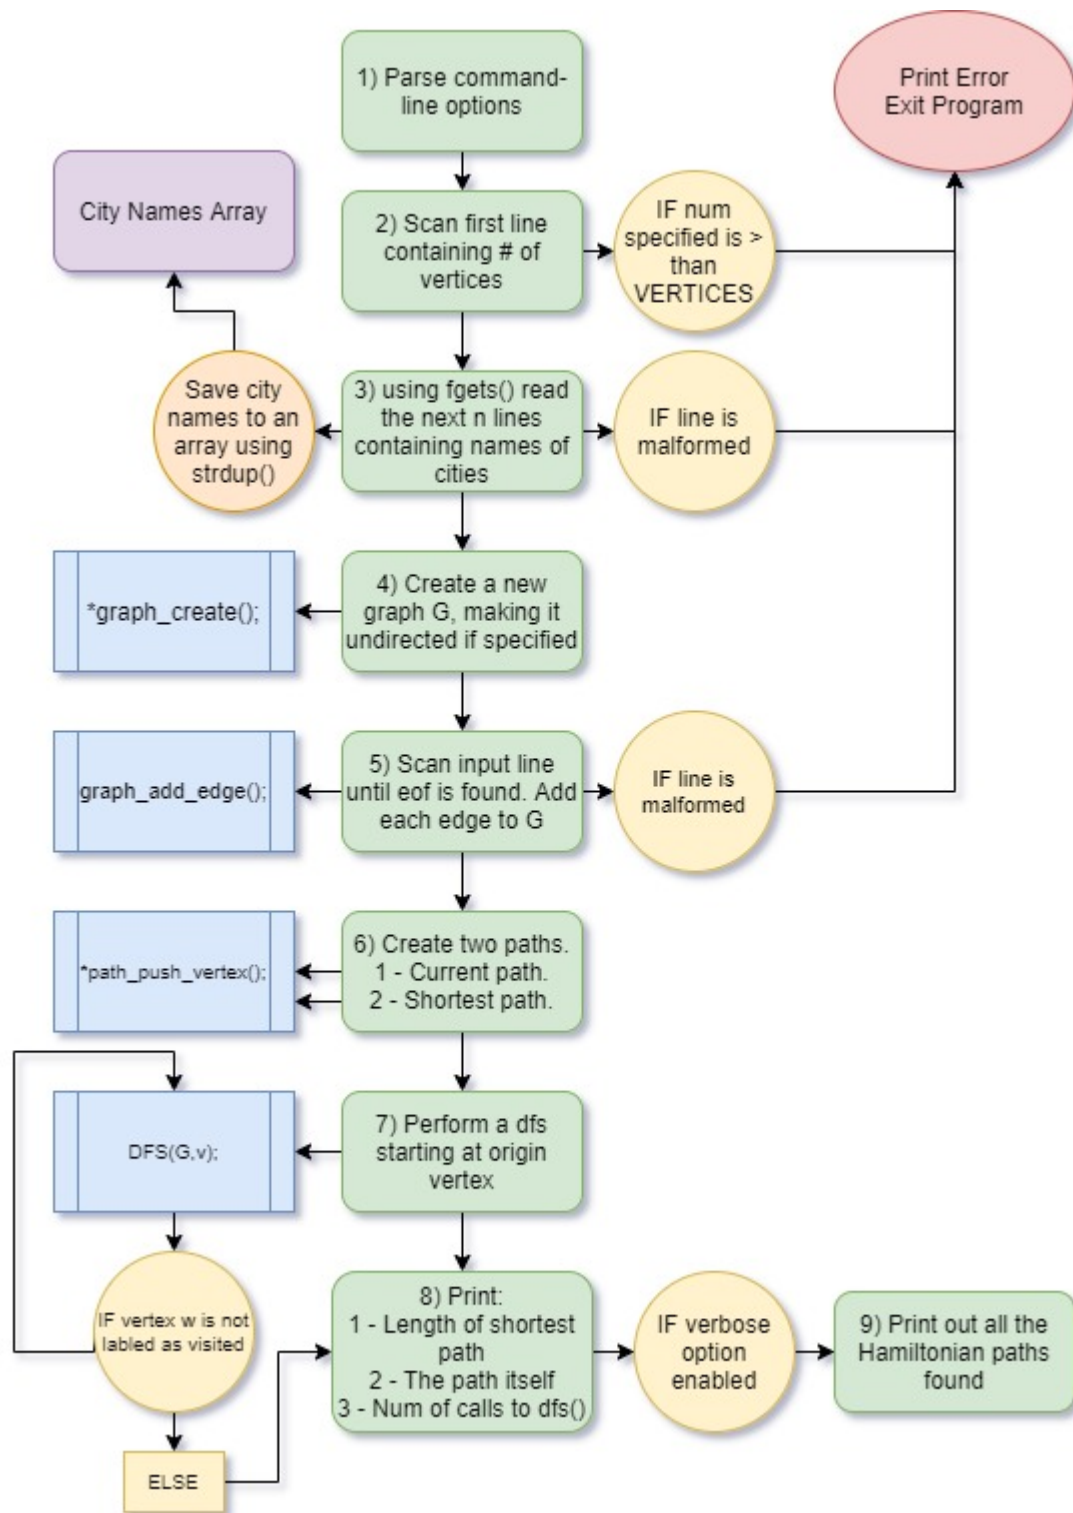 1) Parse command-
line options
Print Error
Exit Program
City Names Array
2) Scan first line
containing # of
vertices
IF num
specified is >
than
VERTICES
Save city
names to an
array using
strdup()
3) using fgets() read
the next n lines
containing names of
cities
IF line is
malformed
*graph_create();
4) Create a new
graph G, making it
undirected if specified
graph_add_edge();
5) Scan input line
until eof is found. Add
each edge to G
IF line is
malformed
*path_push_vertex();
6) Create two paths.
1 - Current path.
2 - Shortest path.
DFS(G,v);
7) Perform a dfs
starting at origin
vertex
IF vertex w is not
labled as visited
ELSE
8) Print:
1 - Length of shortest
path
2 - The path itself
3 - Num of calls to dfs()
IF verbose
option
enabled
9) Print out all the
Hamiltonian paths
found